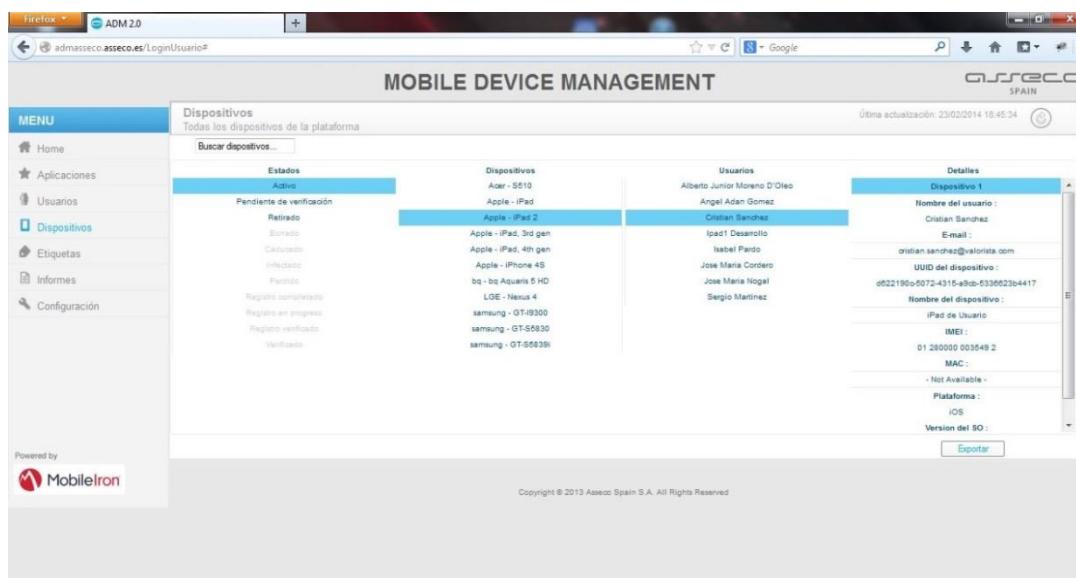 Firefox
ADM 2.0
+
admasseco.asseco.es/LoginUsuario#
Google
MOBILE DEVICE MANAGEMENT
asseco
SPAIN
MENU
Home
Aplicaciones
Usuarios
Dispositivos
Etiquetas
Informes
Configuración
Powered by
MobileIron
Dispositivos
Todas los dispositivos de la plataforma
Última actualización: 23/02/2014 18:45:34
Buscar dispositivos...
Estados
Activo
Pendiente de verificación
Retirado
Borrado
Caducado
Infectado
Perdido
Registro completado
Registro en progreso
Registro verificado
Verificado
Dispositivos
Acer - S510
Apple - iPad
Apple - iPad 2
Apple - iPad, 3rd gen
Apple - iPad, 4th gen
Apple - iPhone 4S
bq - bq Aquaris 5 HD
LGE - Nexus 4
samsung - GT-I9300
samsung - GT-S5830
samsung - GT-S5839i
Usuarios
Alberto Junior Moreno D'Oleo
Angel Adan Gomez
Cristian Sanchez
Ipad1 Desarrollo
Isabel Pardo
Jose Maria Cordero
Jose Maria Nogal
Sergio Martinez
Detalles
Dispositivo 1
Nombre del usuario :
Cristian Sanchez
E-mail :
cristian.sanchez@valorista.com
UUID del dispositivo :
Nombre del dispositivo :
iPad de Usuario
IMEI :
01 280000 003549 2
MAC :
- Not Available -
Plataforma :
iOS
Version del SO :
Exportar
Copyright © 2013 Asseco Spain S.A. All Rights Reserved